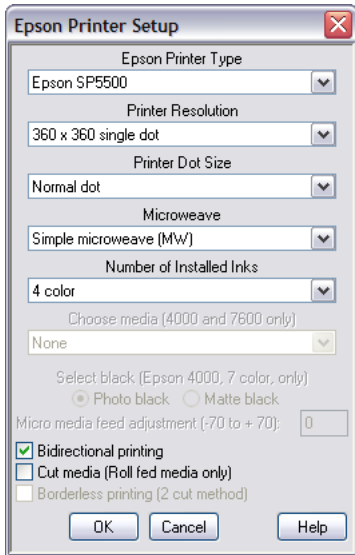 Epson Printer Setup
Epson Printer Type
Epson SP5500
Printer Resolution
360 x 360 single dot
Printer Dot Size
Normal dot
Microweave
Simple microweave (MW)
Number of Installed Inks
4 color
Choose media (4000 and 7600 only)
None
Select black (Epson 4000, 7 color, only)
Photo black Matte black
Micro media feed adjustment (-70 to + 70): 0
Bidirectional printing
Cut media (Roll fed media only)
Borderless printing (2 cut method)
OK Cancel Help